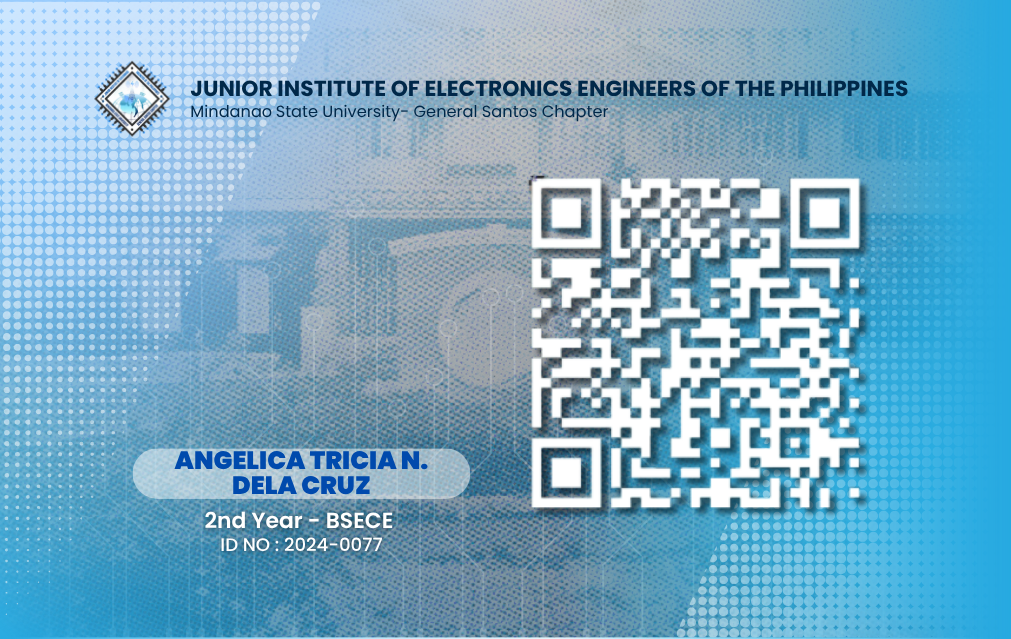 JUNIOR INSTITUTE OF ELECTRONICS ENGINEERS OF THE PHILIPPINES
Mindanao State University- General Santos Chapter
ANGELICA TRICIA N.
DELA CRUZ
2nd Year - BSECE
ID NO : 2024-0077